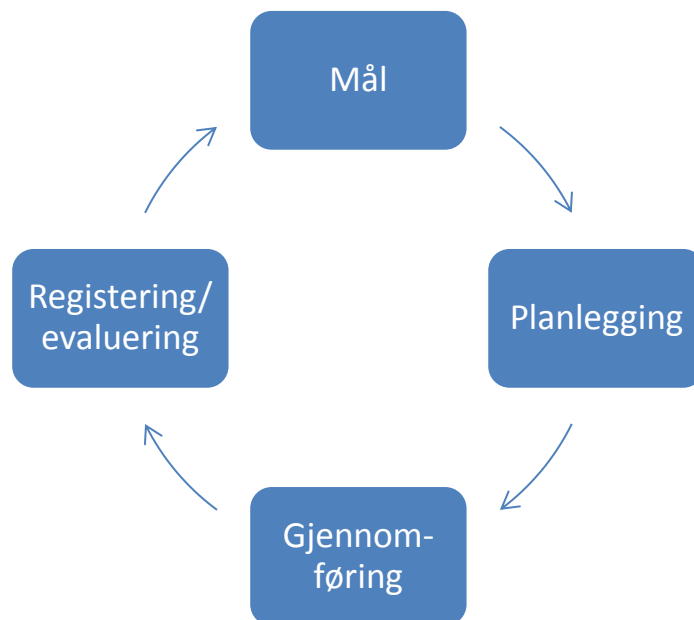 Mål
Planlegging
Gjennom-
føring
Registering/
evaluering